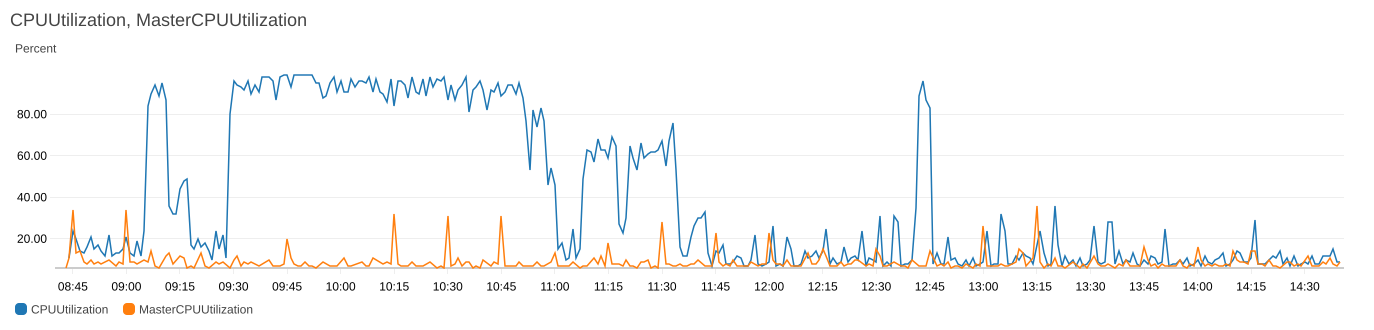 CPUUtilization, MasterCPUUtilization
Percent
80.00
60.00
40.00
20.00
08:45 09:00 09:15 09:30 09:45 10:00 10:15 10:30 10:45 11:00 11:15 11:30 11:45 12:00 12:15 12:30 12:45 13:00 13:15 13:30 13:45 14:00 14:15 14:30
CPUUtilization MasterCPUUtilization